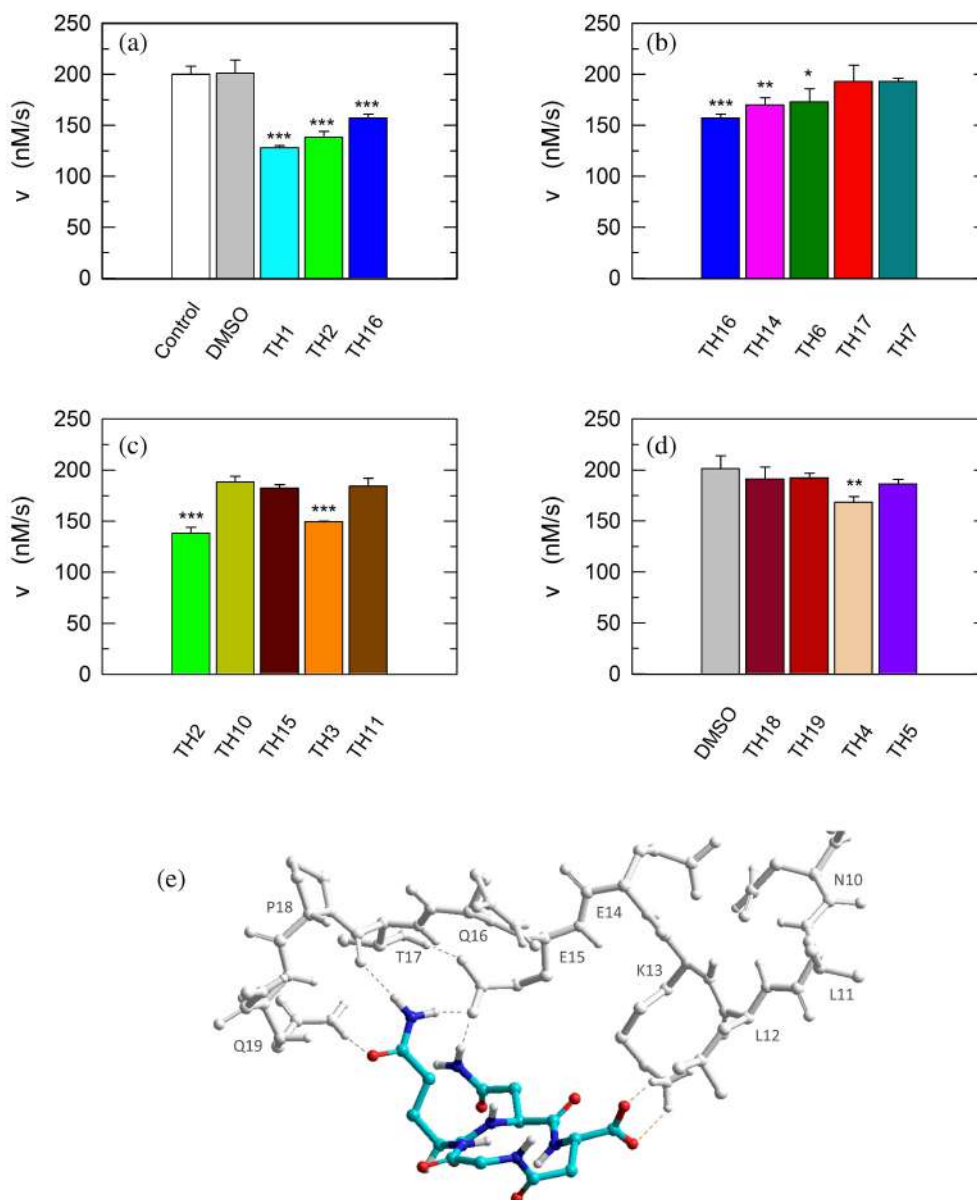 (a)
250
200
150
100
50
0
v (nM/s)
***
***
***
Control
DMSO
TH1
TH2
TH16
(b)
250
200
150
100
50
0
v (nM/s)
***
**
*
TH16
TH14
TH6
TH17
TH7
(c)
250
200
150
100
50
0
v (nM/s)
***
***
TH2
TH10
TH15
TH3
TH11
(d)
250
200
150
100
50
0
v (nM/s)
**
DMSO
TH18
TH19
TH4
TH5
(e)
P18
T17
Q16
E15
E14
K13
N10
L11
L12
Q19